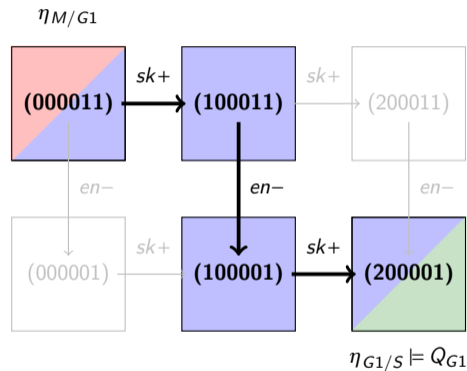 η_{M/G1}
sk+ sk+
(000011) (100011) (200011)
en− en− en−
sk+ sk+
(000001) (100001) (200001)
η_{G1/S} ⊨ Q_{G1}